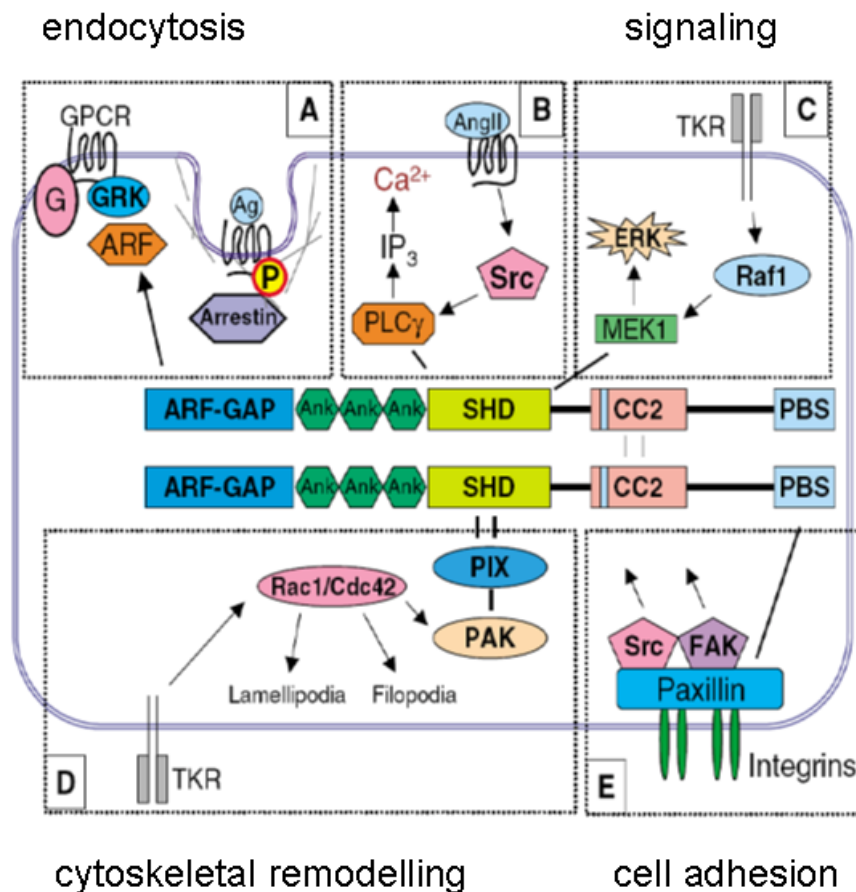 endocytosis
signaling
A
GPCR
G
GRK
ARF
Ag
P
Arrestin
B
AngII
Ca2+
IP3
Src
PLCγ
C
TKR
ERK
Raf1
MEK1
ARF-GAP Ank Ank Ank SHD CC2 PBS
ARF-GAP Ank Ank Ank SHD CC2 PBS
PIX
Rac1/Cdc42
PAK
Lamellipodia Filopodia
D
TKR
Src FAK
Paxillin
Integrins
E
cytoskeletal remodelling
cell adhesion